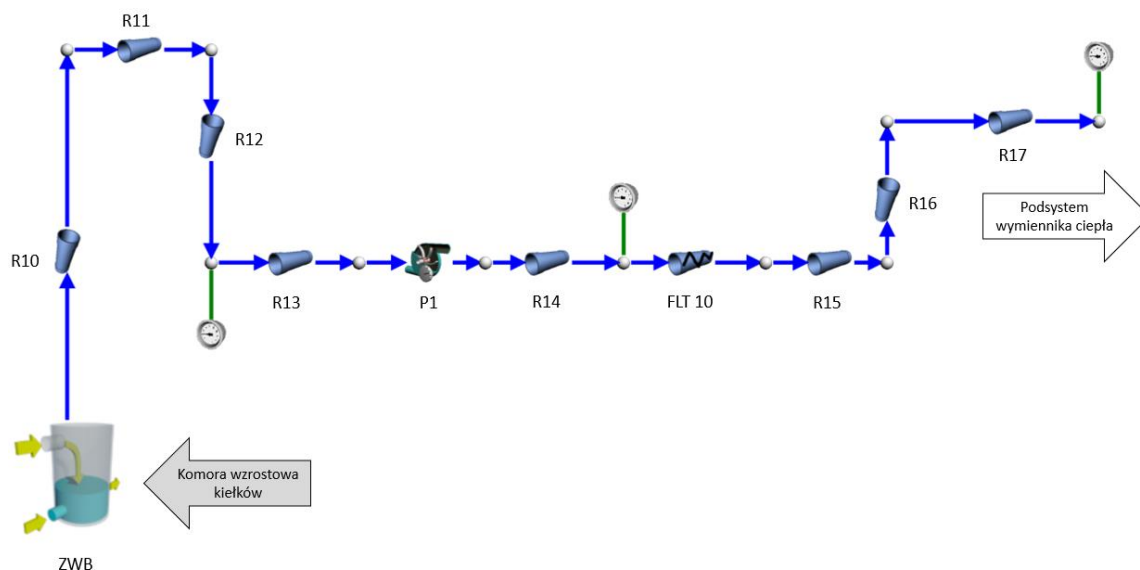 R11
R12
R10
R13
P1
R14
FLT 10
R15
R16
R17
Podsystem
wymiennika ciepła
Komora wzrostowa
kiełków
ZWB